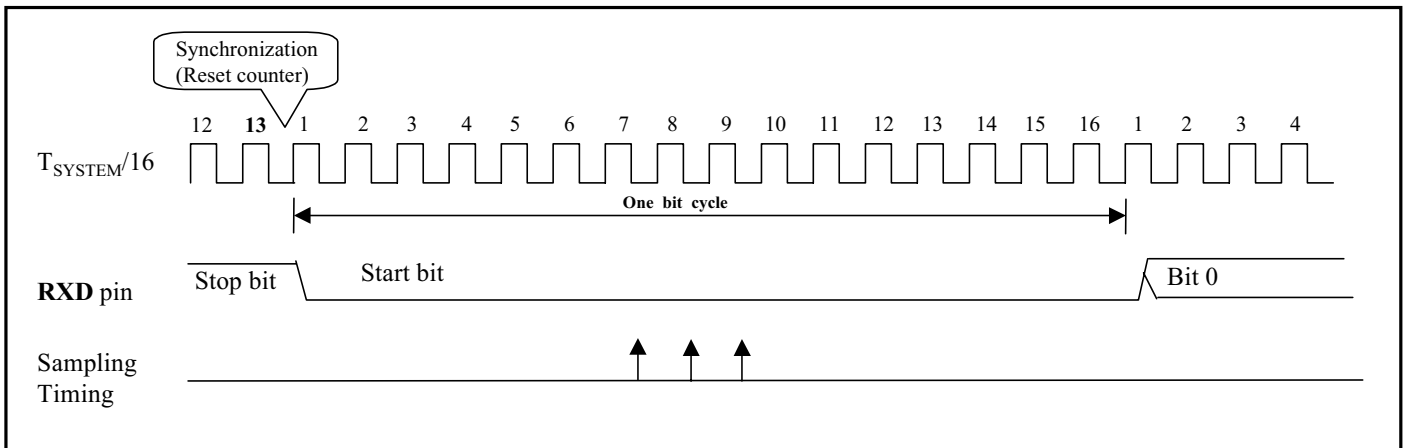 Synchronization
(Reset counter)
12 13 1 2 3 4 5 6 7 8 9 10 11 12 13 14 15 16 1 2 3 4
T_SYSTEM/16
One bit cycle
RXD pin Stop bit Start bit Bit 0
Sampling
Timing